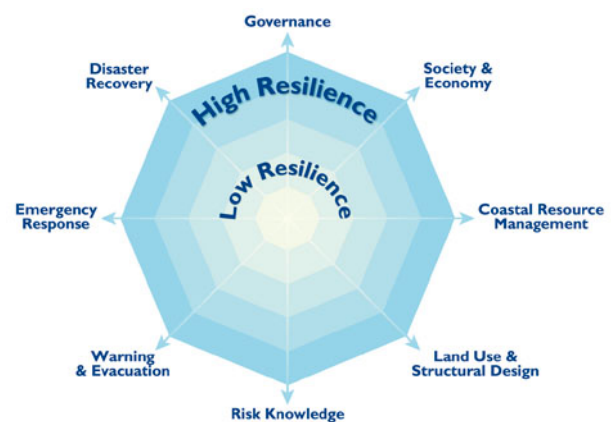 Governance
Disaster
Recovery
Society &
Economy
High Resilience
Low Resilience
Emergency
Response
Coastal Resource
Management
Warning
& Evacuation
Land Use &
Structural Design
Risk Knowledge